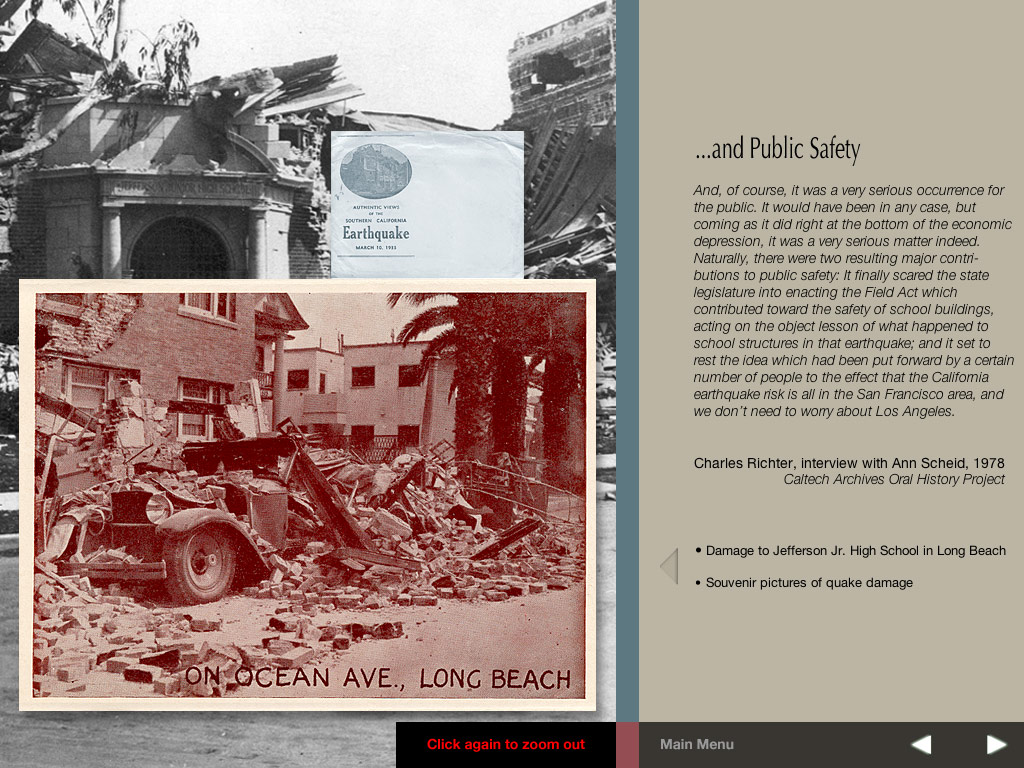 JEFFERSON JUNIOR HIGH SCHOOL
AUTHENTIC VIEWS
OF THE
SOUTHERN CALIFORNIA
Earthquake
MARCH 10, 1933
ON OCEAN AVE., LONG BEACH
Click again to zoom out
...and Public Safety
And, of course, it was a very serious occurrence for
the public. It would have been in any case, but
coming as it did right at the bottom of the economic
depression, it was a very serious matter indeed.
Naturally, there were two resulting major contri-
butions to public safety: It finally scared the state
legislature into enacting the Field Act which
contributed toward the safety of school buildings,
acting on the object lesson of what happened to
school structures in that earthquake; and it set to
rest the idea which had been put forward by a certain
number of people to the effect that the California
earthquake risk is all in the San Francisco area, and
we don't need to worry about Los Angeles.
Charles Richter, interview with Ann Scheid, 1978
Caltech Archives Oral History Project
• Damage to Jefferson Jr. High School in Long Beach
• Souvenir pictures of quake damage
Main Menu